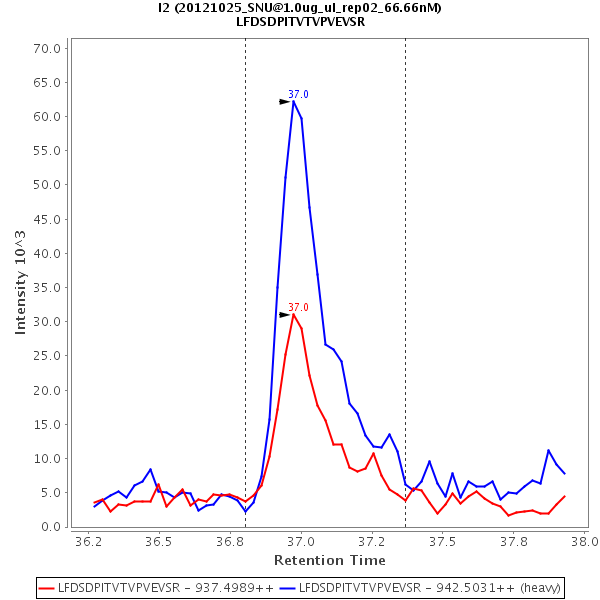 I2 (20121025_SNU@1.0ug_ul_rep02_66.66nM)
LFDSDPITVTVPVEVSR
Intensity 10^3
70.0
65.0
60.0
55.0
50.0
45.0
40.0
35.0
30.0
25.0
20.0
15.0
10.0
5.0
0.0
37.0
37.0
36.2 36.5 36.8 37.0 37.2 37.5 37.8 38.0
Retention Time
LFDSDPITVTVPVEVSR - 937.4989++ LFDSDPITVTVPVEVSR - 942.5031++ (heavy)